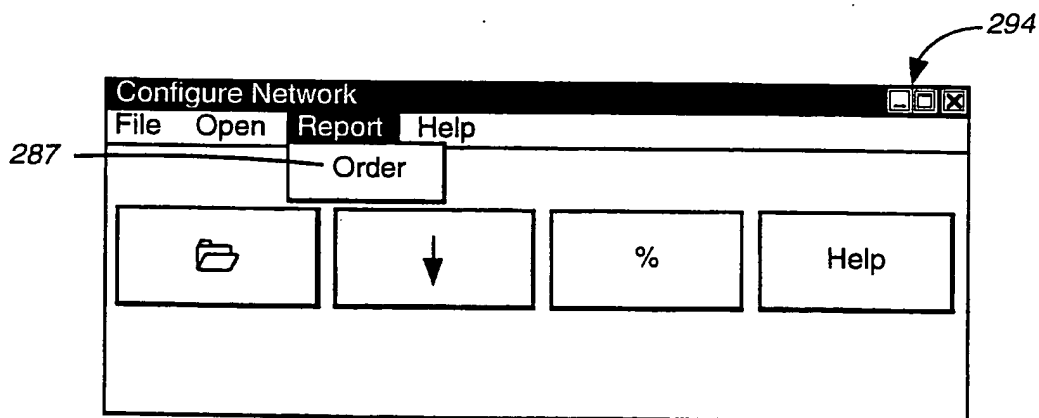 294
Configure Network
File Open Report Help
287 Order
% Help